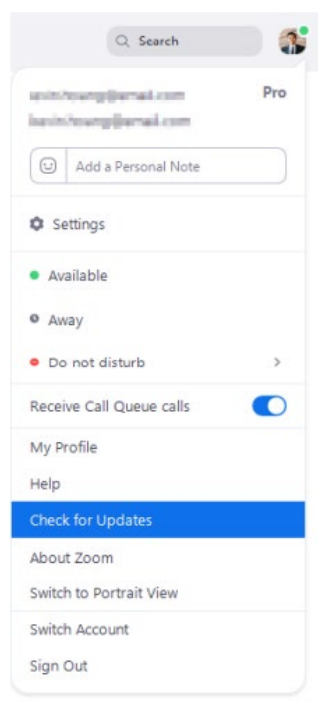 Search
Pro
Add a Personal Note
Settings
Available
Away
Do not disturb
Receive Call Queue calls
My Profile
Help
Check for Updates
About Zoom
Switch to Portrait View
Switch Account
Sign Out